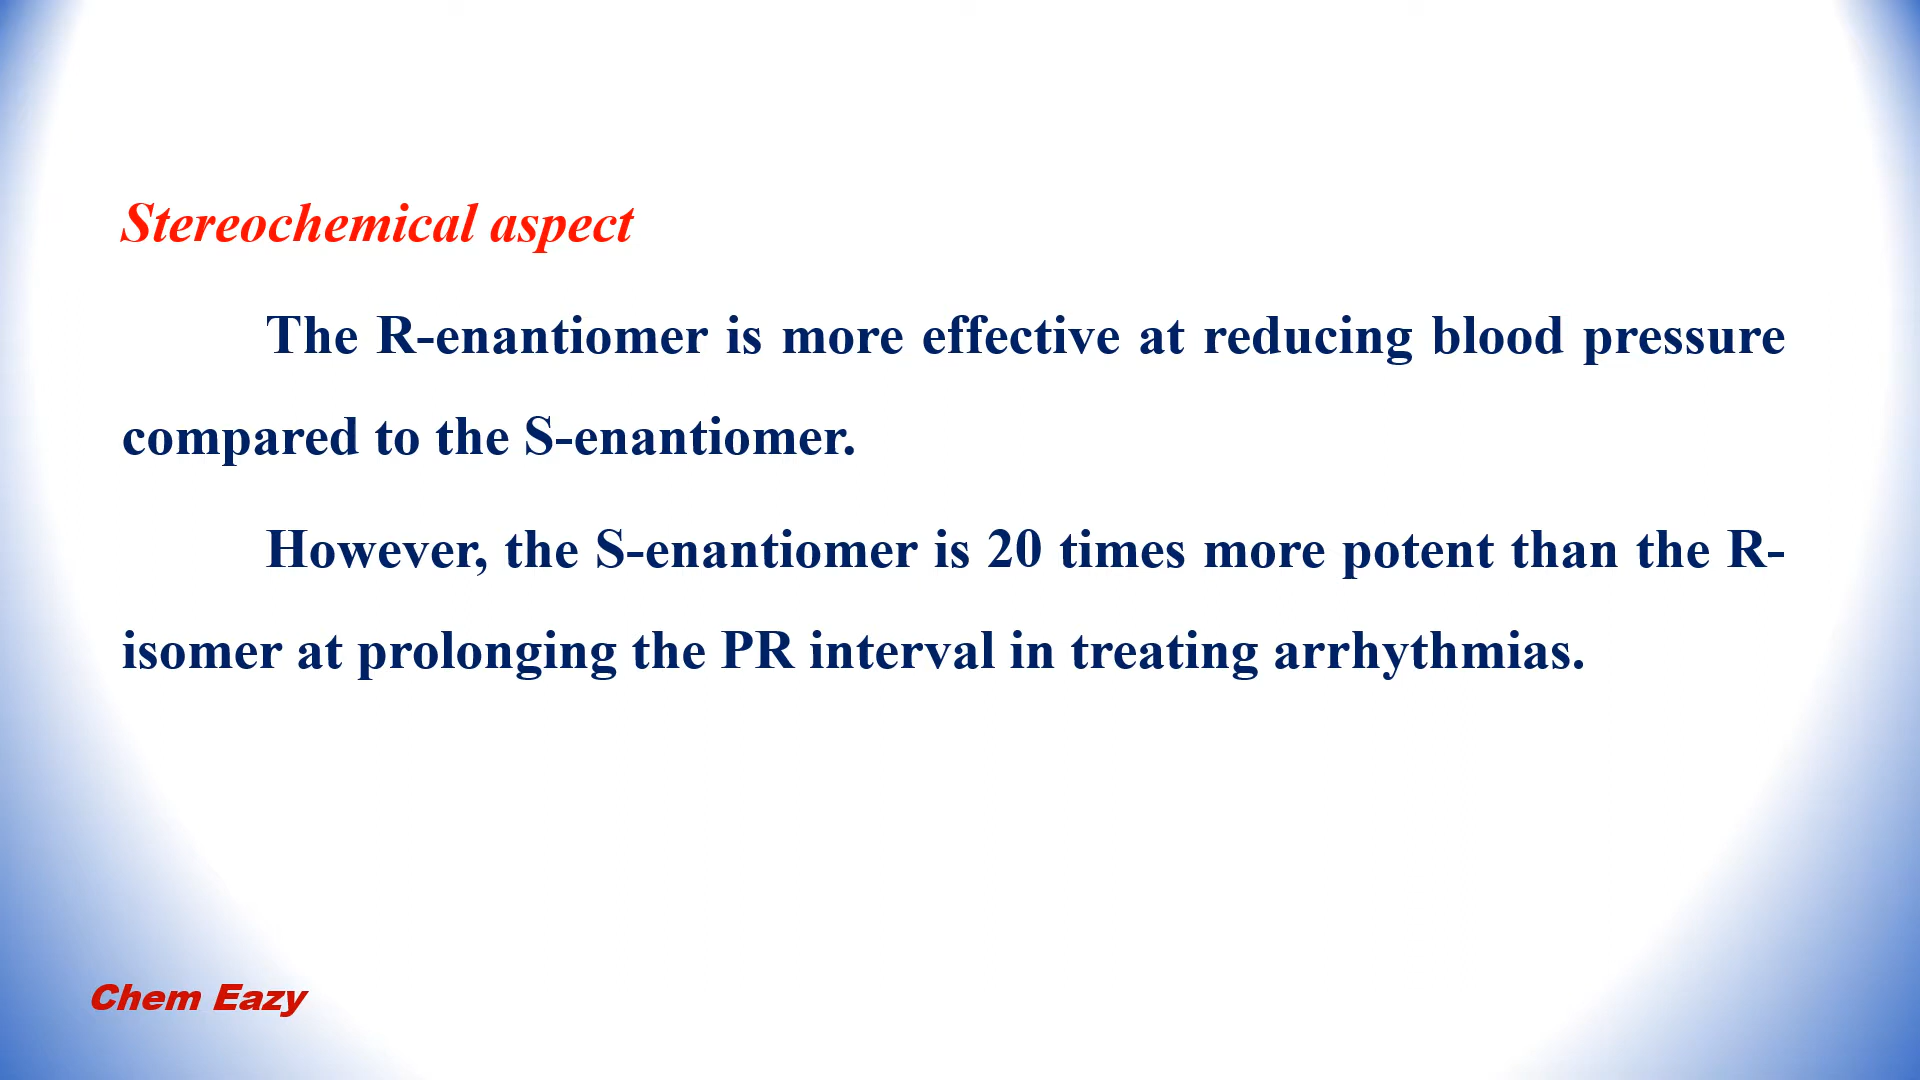 Stereochemical aspect
The R-enantiomer is more effective at reducing blood pressure
compared to the S-enantiomer.
However, the S-enantiomer is 20 times more potent than the R-
isomer at prolonging the PR interval in treating arrhythmias.
Chem Eazy